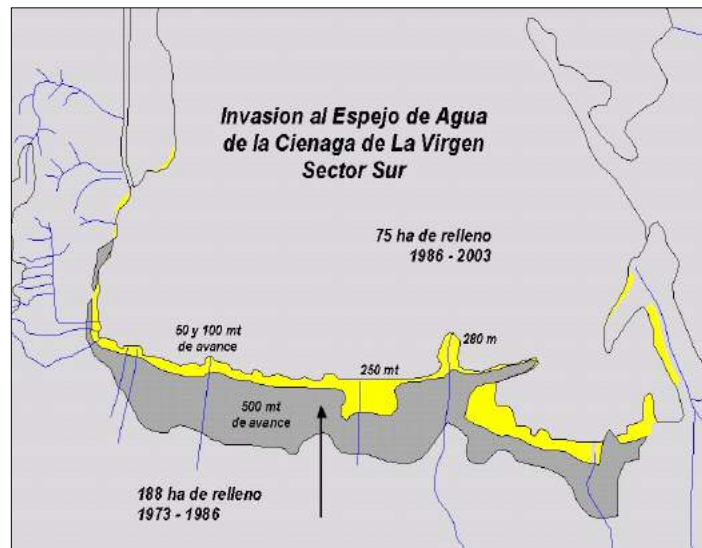 Invasion al Espejo de Agua
de la Cienaga de La Virgen
Sector Sur
75 ha de relleno
1986 - 2003
50 y 100 mt
de avance
280 m
250 mt
500 mt
de avance
188 ha de relleno
1973 - 1986